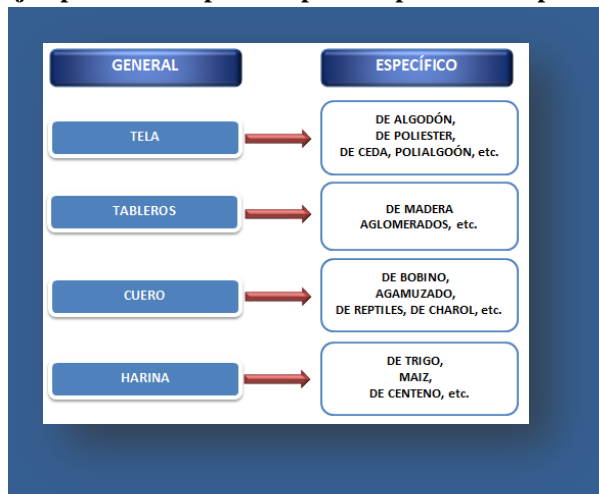 GENERAL
ESPECÍFICO
TELA
DE ALGODÓN,
DE POLIESTER,
DE CEDA, POLIALGOÓN, etc.
TABLEROS
DE MADERA
AGLOMERADOS, etc.
CUERO
DE BOBINO,
AGAMUZADO,
DE REPTILES, DE CHAROL, etc.
HARINA
DE TRIGO,
MAIZ,
DE CENTENO, etc.